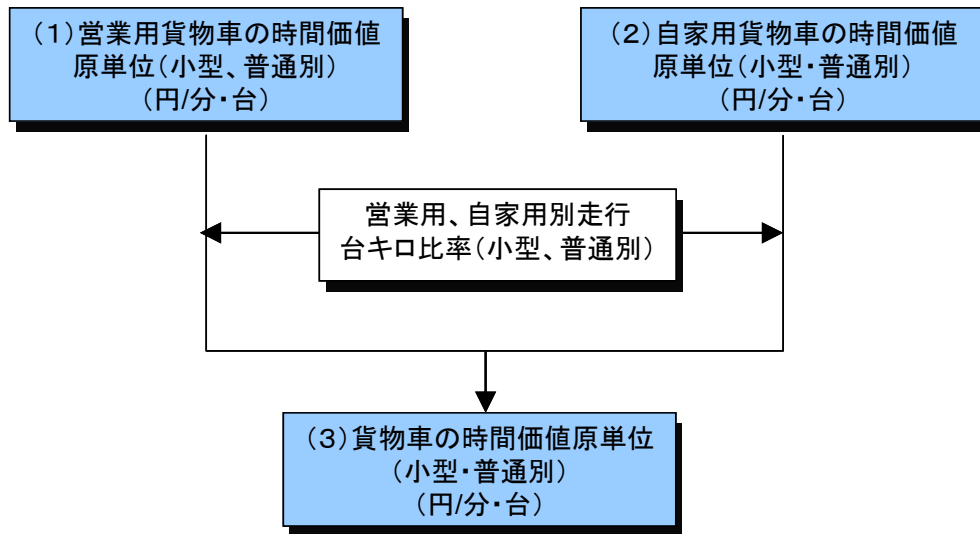 （１）営業用貨物車の時間価値
原単位（小型、普通別）
（円/分・台）
（２）自家用貨物車の時間価値
原単位（小型・普通別）
（円/分・台）
営業用、自家用別走行
台キロ比率（小型、普通別）
（３）貨物車の時間価値原単位
（小型・普通別）
（円/分・台）